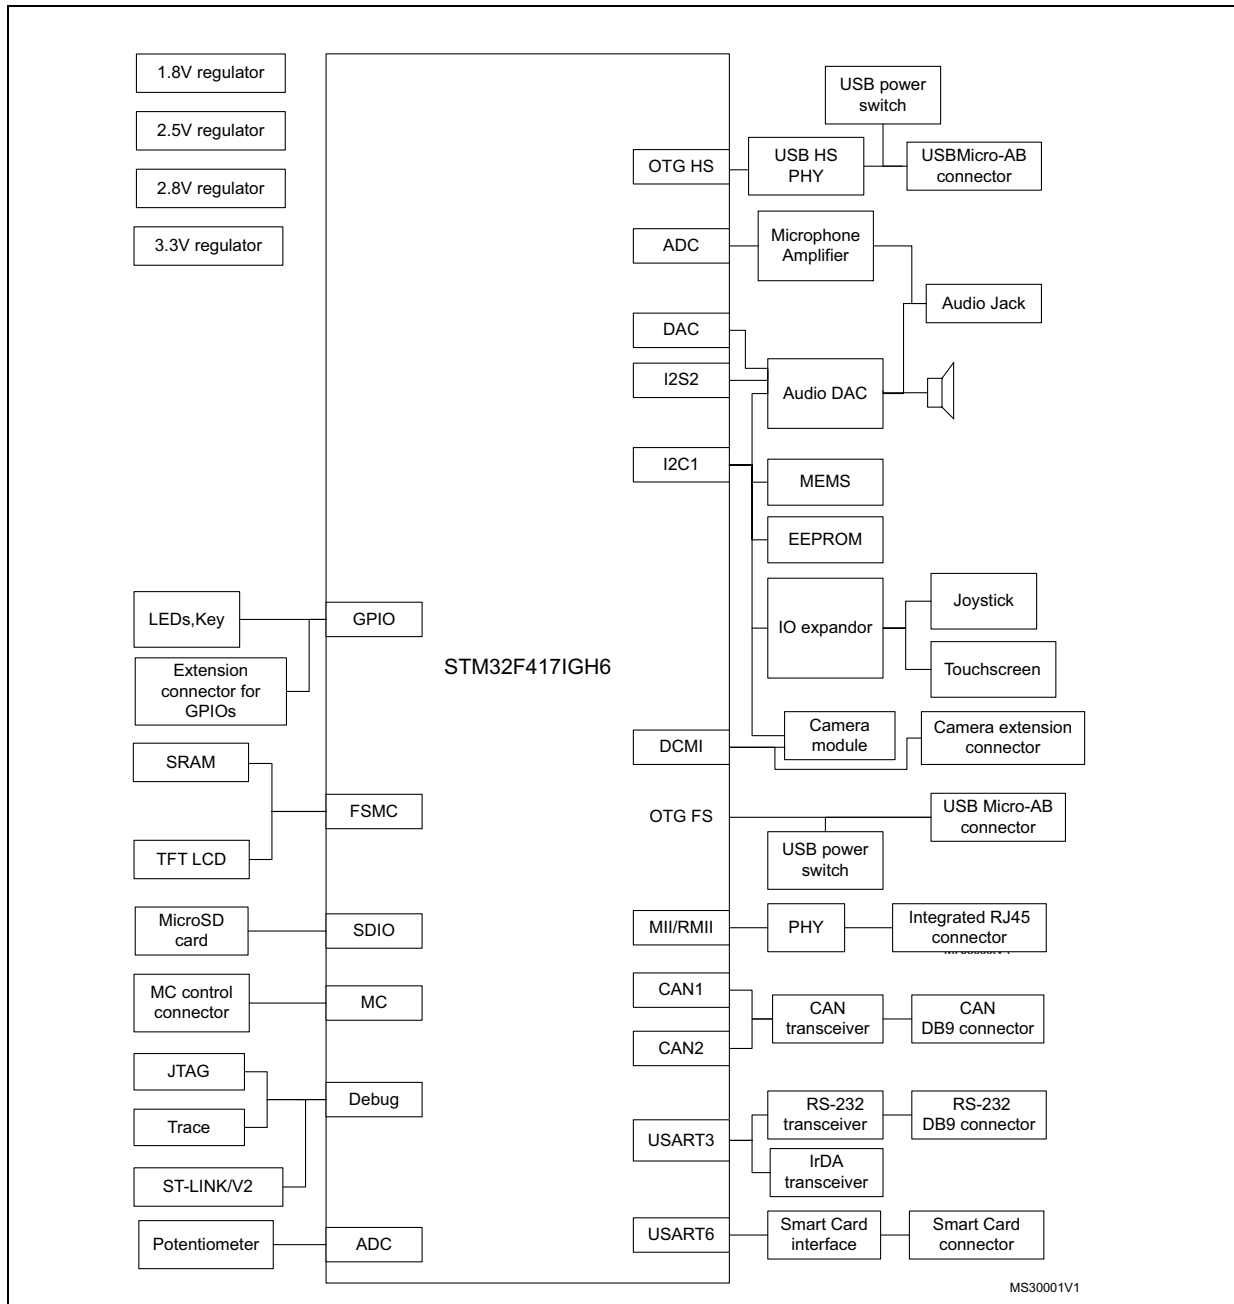 1.8V regulator
2.5V regulator
2.8V regulator
3.3V regulator
USB power
switch
OTG HS
USB HS
PHY
USBMicro-AB
connector
ADC
Microphone
Amplifier
Audio Jack
DAC
I2S2
Audio DAC
I2C1
MEMS
EEPROM
IO expandor
Joystick
Touchscreen
LEDs,Key
GPIO
Extension
connector for
GPIOs
STM32F417IGH6
DCMI
Camera
module
Camera extension
connector
SRAM
FSMC
TFT LCD
OTG FS
USB Micro-AB
connector
USB power
switch
MicroSD
card
SDIO
MII/RMII
PHY
Integrated RJ45
connector
MC control
connector
MC
CAN1
CAN2
CAN
transceiver
CAN
DB9 connector
JTAG
Trace
Debug
ST-LINK/V2
USART3
RS-232
transceiver
RS-232
DB9 connector
IrDA
transceiver
Potentiometer
ADC
USART6
Smart Card
interface
Smart Card
connector
MS30001V1